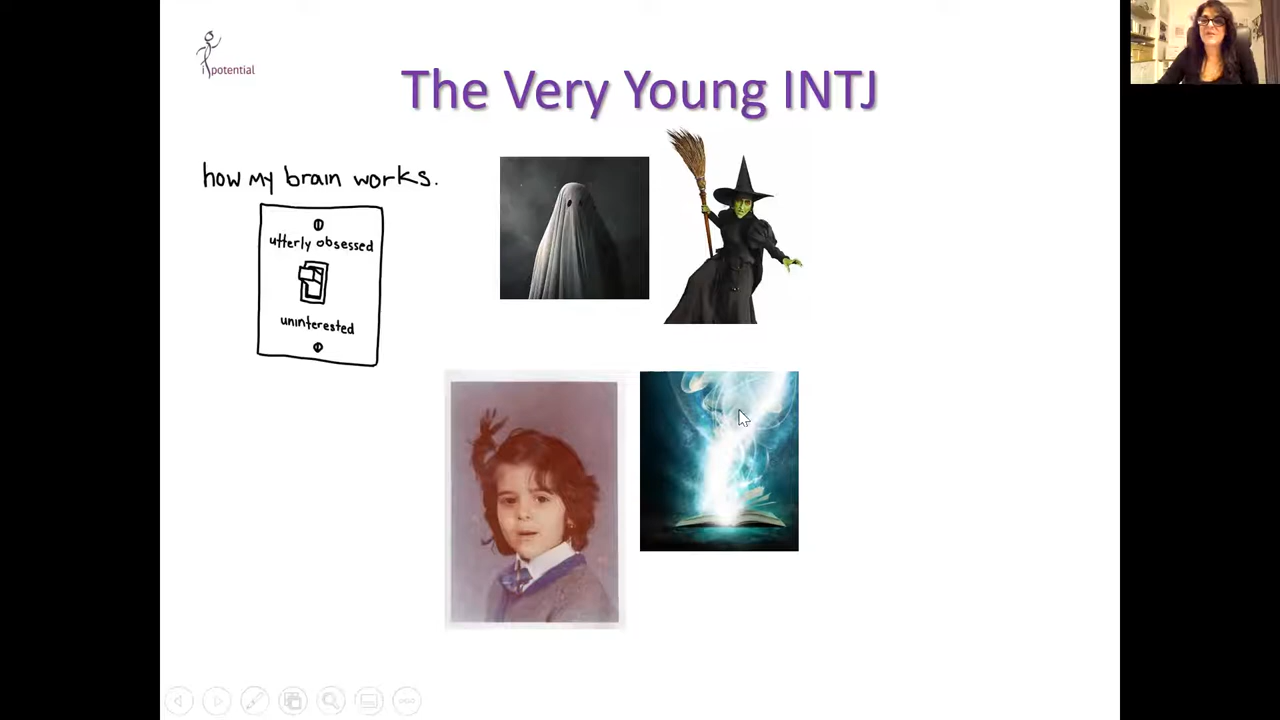 i potential
The Very Young INTJ
how my brain works.
utterly obsessed
uninterested